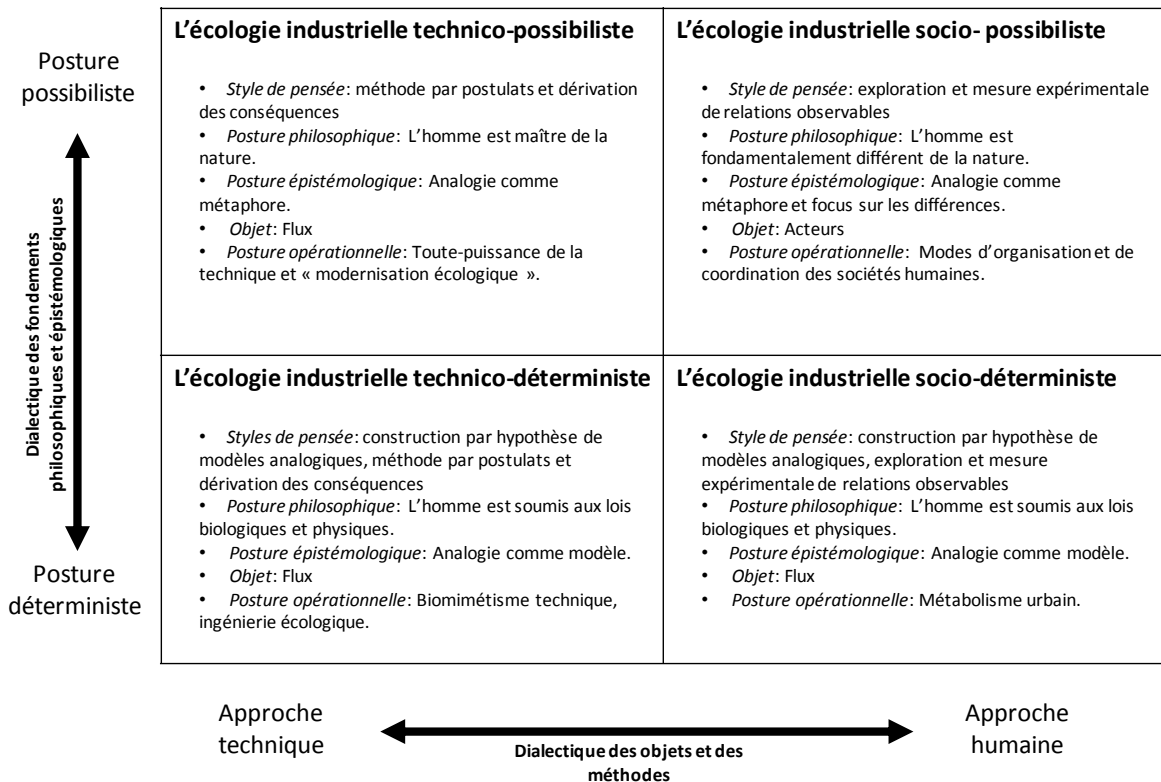 Posture
possibiliste
Dialectique des fondements
philosophiques et épistémologiques
Posture
déterministe
L'écologie industrielle technico-possibiliste
• Style de pensée: méthode par postulats et dérivation
des conséquences
• Posture philosophique: L'homme est maître de la
nature.
• Posture épistémologique: Analogie comme
métaphore.
• Objet: Flux
• Posture opérationnelle: Toute-puissance de la
technique et « modernisation écologique ».
L'écologie industrielle socio- possibiliste
• Style de pensée: exploration et mesure expérimentale
de relations observables
• Posture philosophique: L'homme est
fondamentalement différent de la nature.
• Posture épistémologique: Analogie comme
métaphore et focus sur les différences.
• Objet: Acteurs
• Posture opérationnelle: Modes d'organisation et de
coordination des sociétés humaines.
L'écologie industrielle technico-déterministe
• Styles de pensée: construction par hypothèse de
modèles analogiques, méthode par postulats et
dérivation des conséquences
• Posture philosophique: L'homme est soumis aux lois
biologiques et physiques.
• Posture épistémologique: Analogie comme modèle.
• Objet: Flux
• Posture opérationnelle: Biomimétisme technique,
ingénierie écologique.
L'écologie industrielle socio-déterministe
• Style de pensée: construction par hypothèse de
modèles analogiques, exploration et mesure
expérimentale de relations observables
• Posture philosophique: L'homme est soumis aux lois
biologiques et physiques.
• Posture épistémologique: Analogie comme modèle.
• Objet: Flux
• Posture opérationnelle: Métabolisme urbain.
Approche
technique
Dialectique des objets et des
méthodes
Approche
humaine